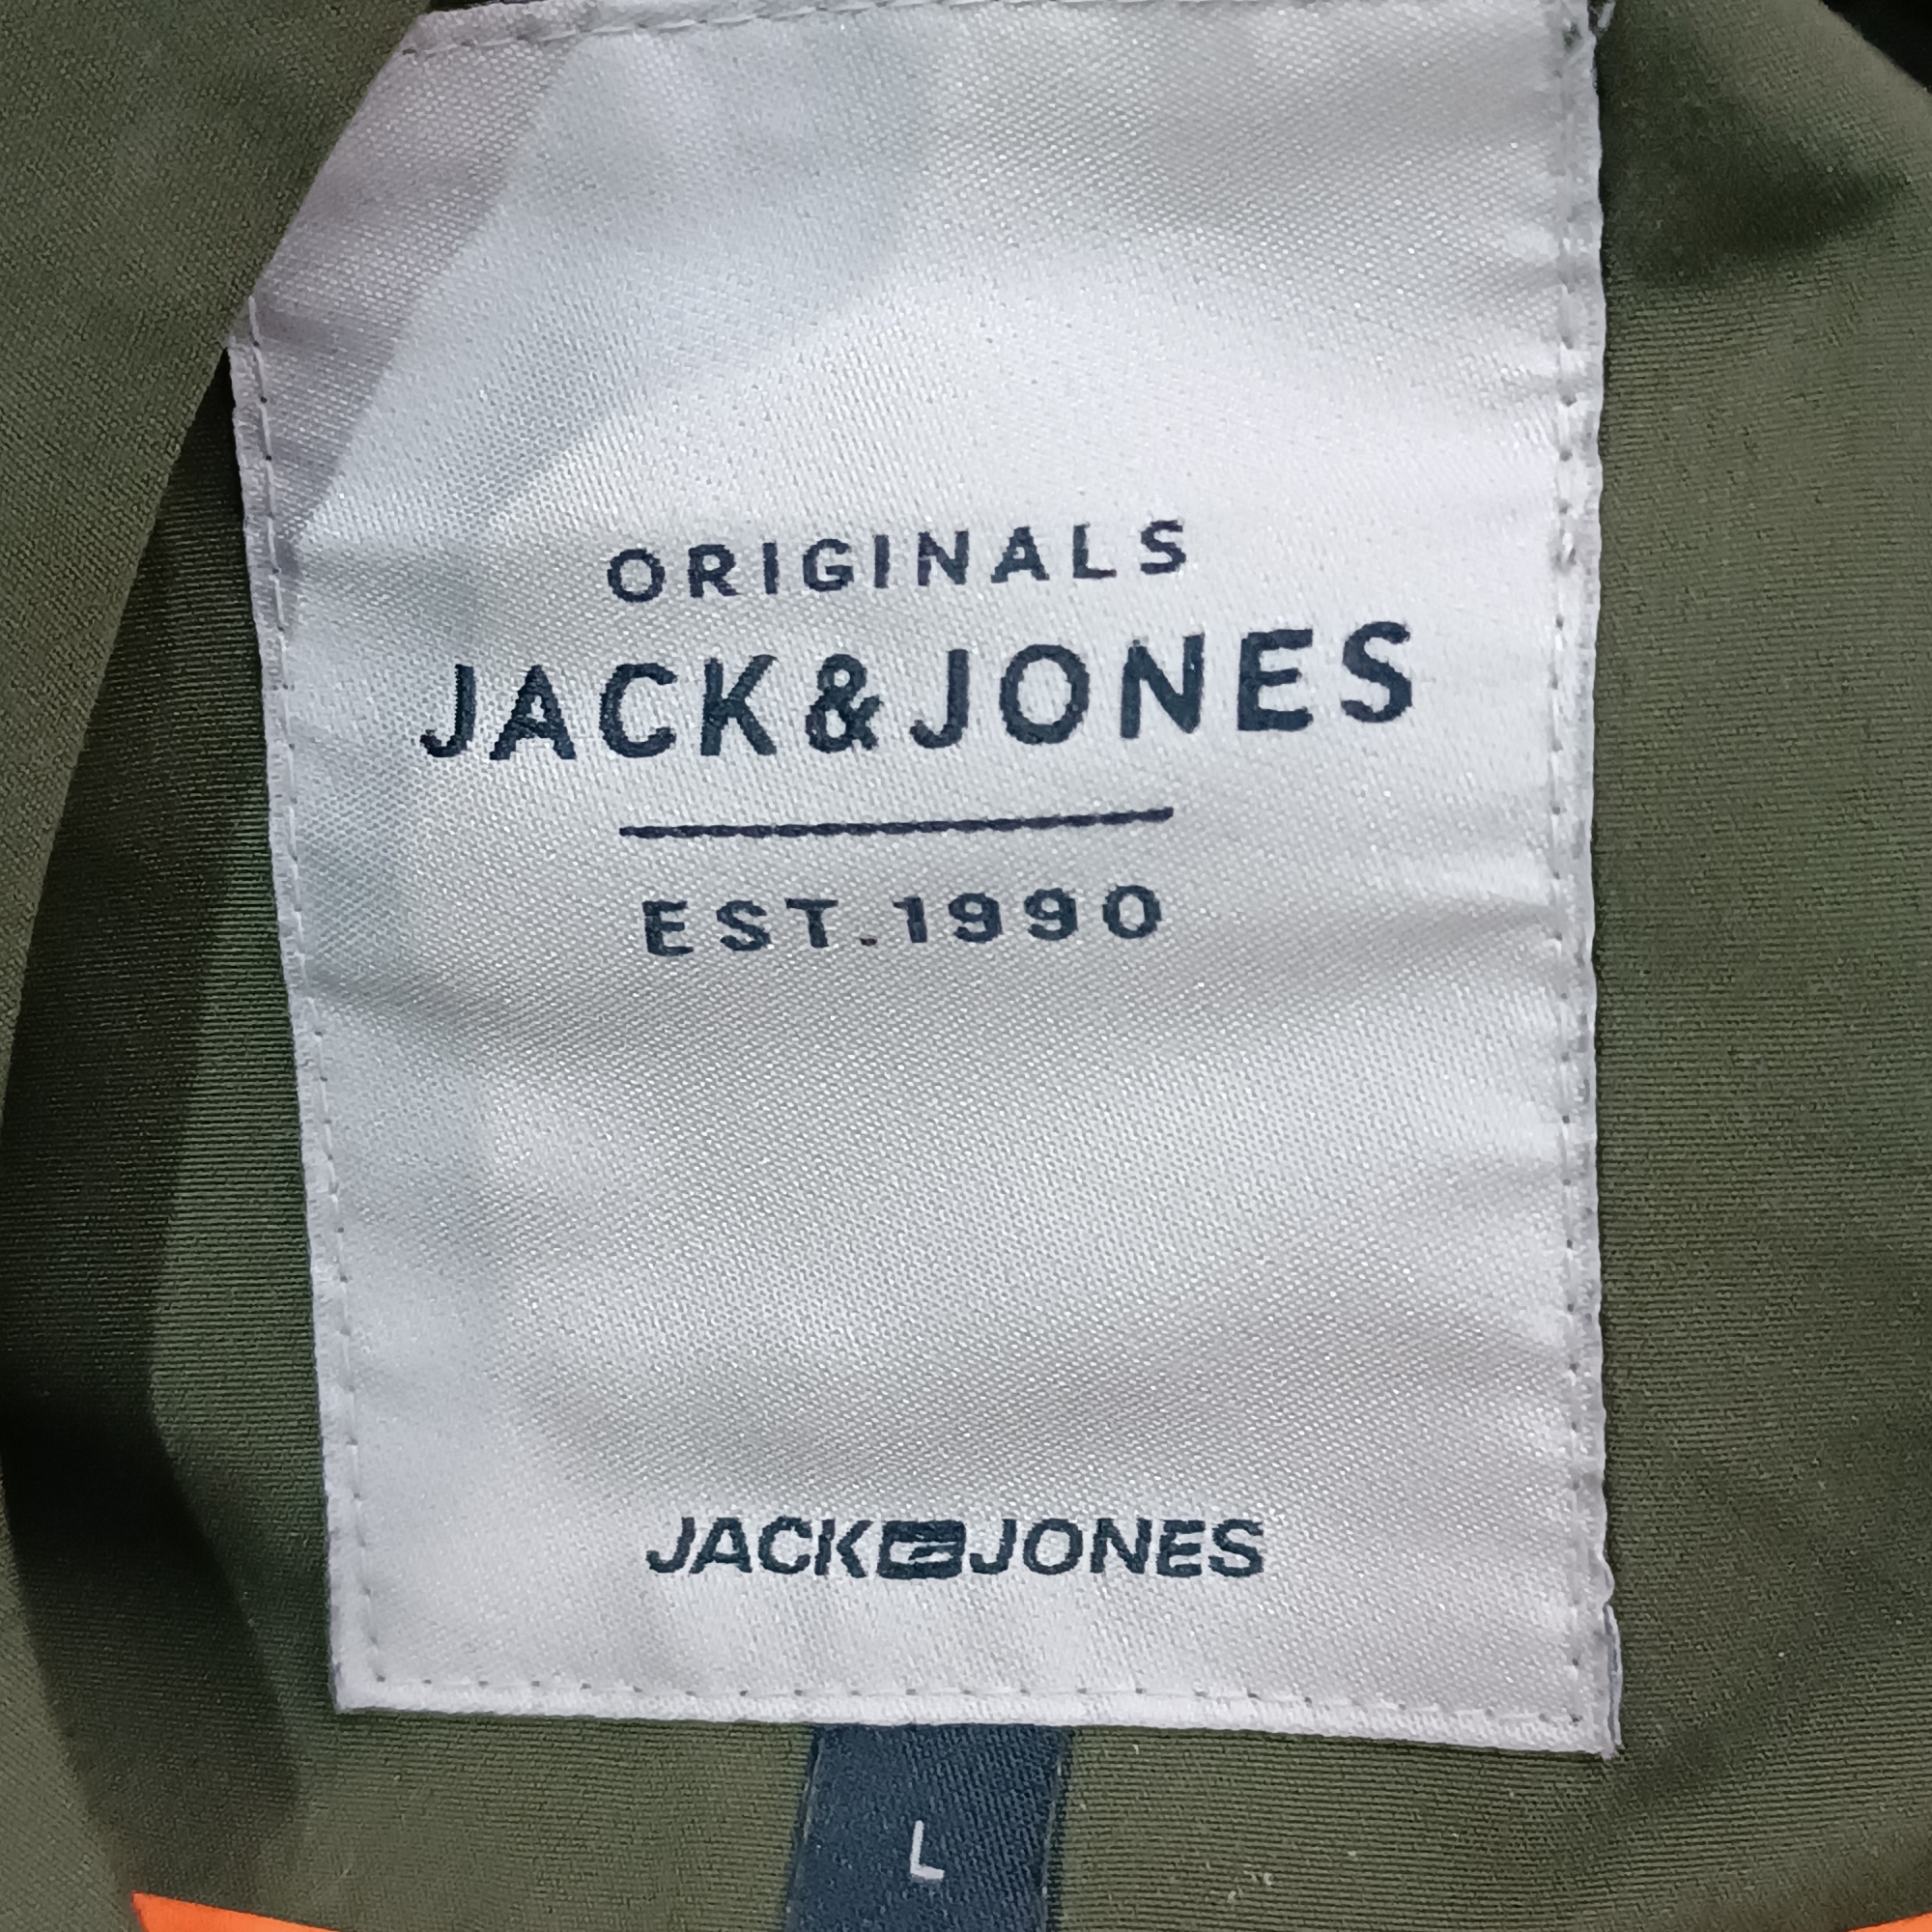 ORIGINALS
JACK&JONES
EST.1990
JACK JONES
L